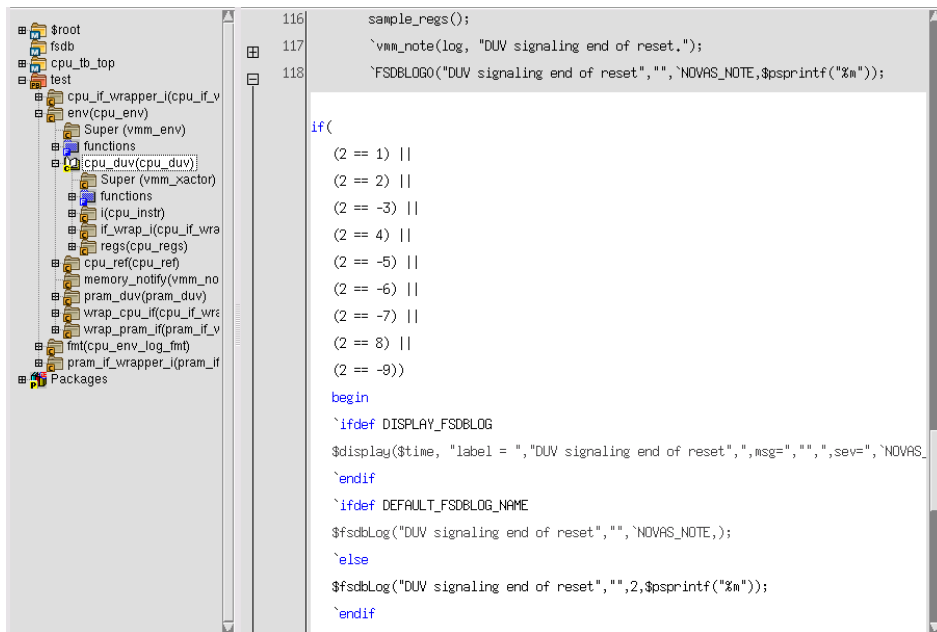 $root
fsdb
cpu_tb_top
test
cpu_if_wrapper_i(cpu_if_v
env(cpu_env)
Super (vmm_env)
functions
cpu_duv(cpu_duv)
Super (vmm_xactor)
functions
i(cpu_instr)
if_wrap_i(cpu_if_wra
regs(cpu_regs)
cpu_ref(cpu_ref)
memory_notify(vmm_no
pram_duv(pram_duv)
wrap_cpu_if(cpu_if_wra
wrap_pram_if(pram_if_v
fmt(cpu_env_log_fmt)
pram_if_wrapper_i(pram_if
Packages
116 sample_regs();
117 `vmm_note(log, "DUV signaling end of reset.");
118 `FSDBLOG0("DUV signaling end of reset","",`NOVAS_NOTE,$psprintf("%m"));
if(
(2 == 1) ||
(2 == 2) ||
(2 == -3) ||
(2 == 4) ||
(2 == -5) ||
(2 == -6) ||
(2 == -7) ||
(2 == 8) ||
(2 == -9))
begin
`ifdef DISPLAY_FSDBLOG
$display($time, "label = ","DUV signaling end of reset",",msg=","",",sev=",`NOVAS_
`endif
`ifdef DEFAULT_FSDBLOG_NAME
$fsdbLog("DUV signaling end of reset","",`NOVAS_NOTE,);
`else
$fsdbLog("DUV signaling end of reset","",2,$psprintf("%m"));
`endif